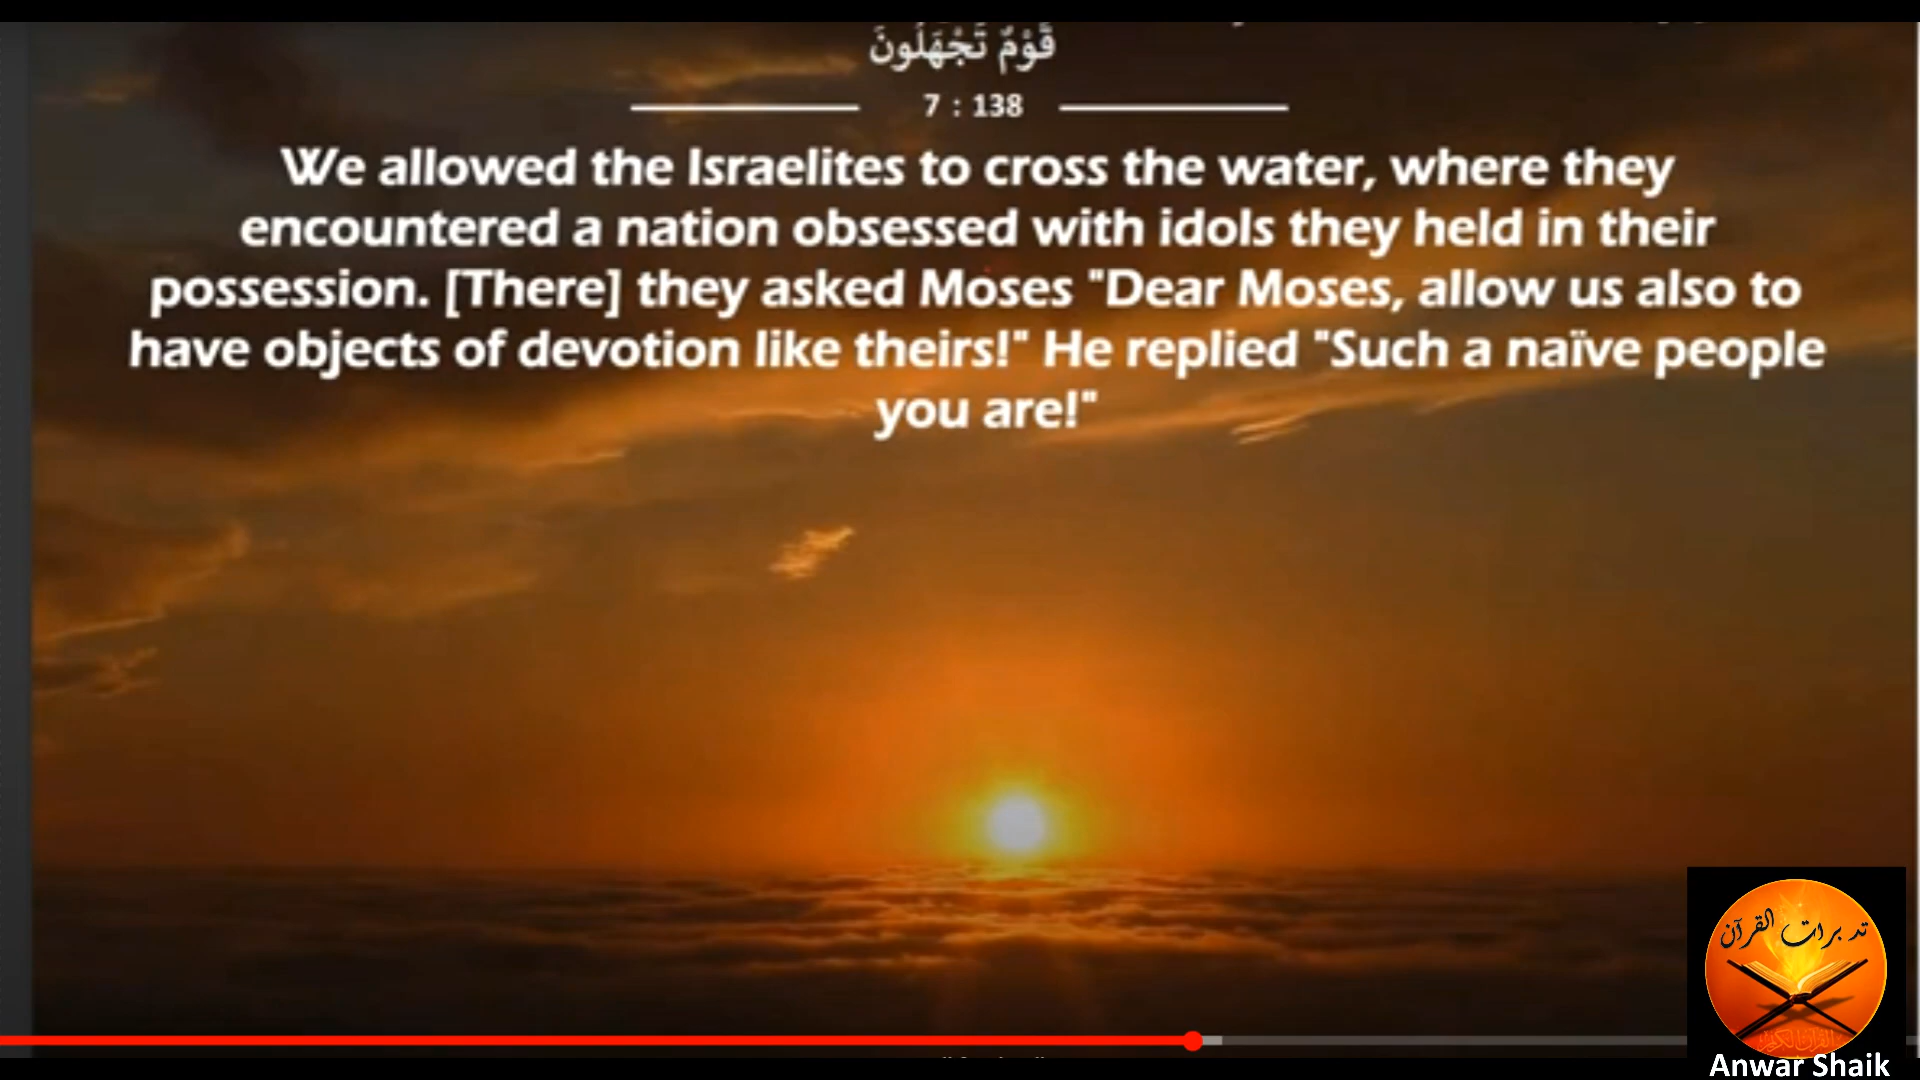 قَوْمٌ تَجْهَلُونَ
7 : 138
We allowed the Israelites to cross the water, where they
encountered a nation obsessed with idols they held in their
possession. [There] they asked Moses "Dear Moses, allow us also to
have objects of devotion like theirs!" He replied "Such a naïve people
you are!"
تدبرات القرآن
Anwar Shaik